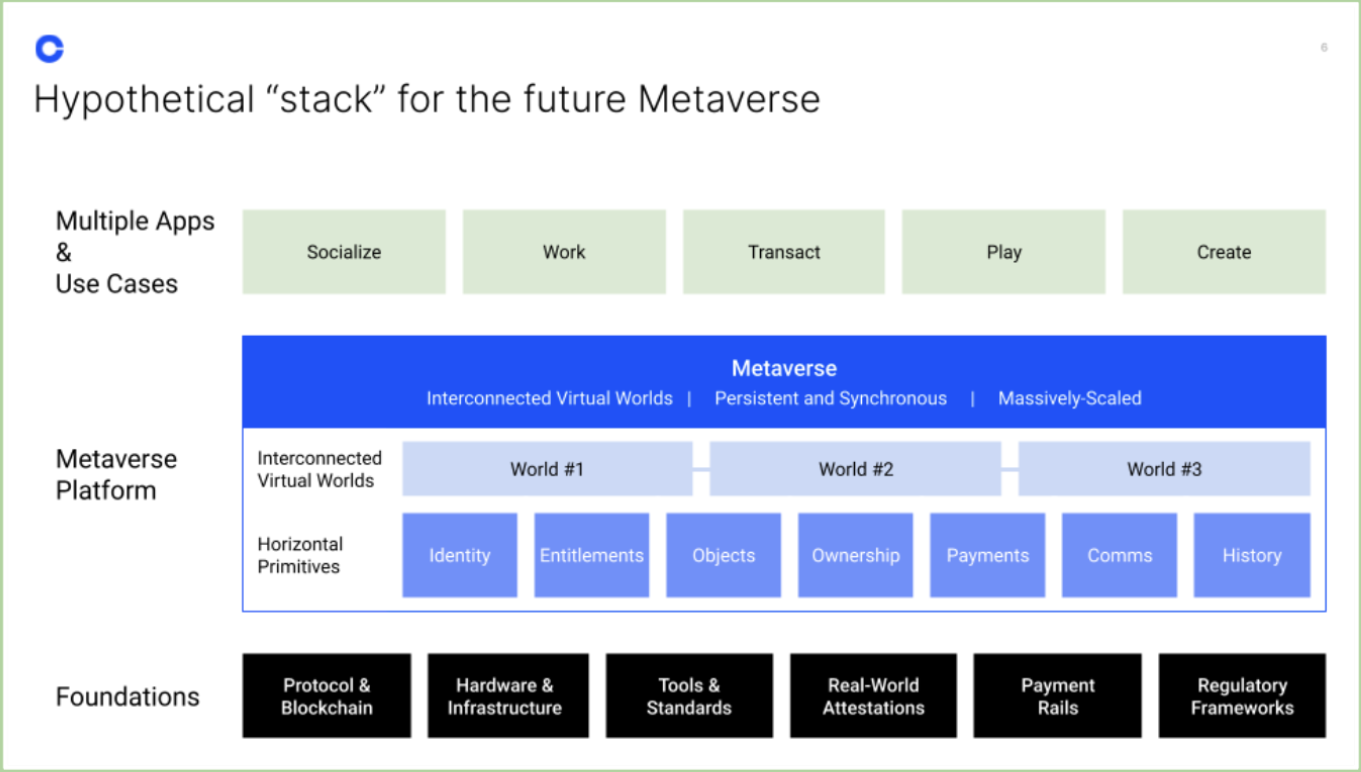 6
Hypothetical “stack” for the future Metaverse
Multiple Apps
&
Use Cases
Socialize
Work
Transact
Play
Create
Metaverse
Interconnected Virtual Worlds | Persistent and Synchronous | Massively-Scaled
Metaverse
Platform
Interconnected
Virtual Worlds
World #1
World #2
World #3
Horizontal
Primitives
Identity
Entitlements
Objects
Ownership
Payments
Comms
History
Foundations
Protocol &
Blockchain
Hardware &
Infrastructure
Tools &
Standards
Real-World
Attestations
Payment
Rails
Regulatory
Frameworks